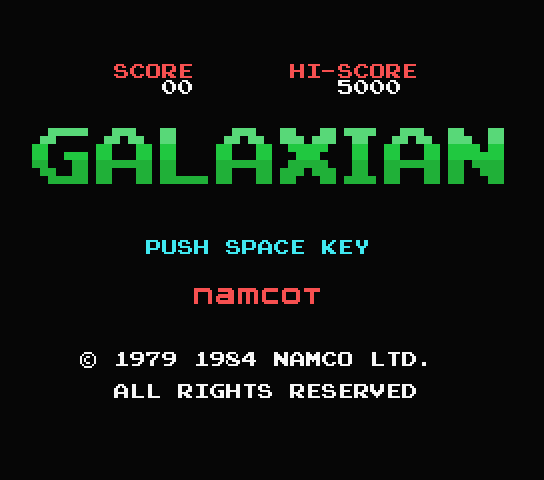 SCORE HI-SCORE
00 5000
GALAXIAN
PUSH SPACE KEY
namcot
© 1979 1984 NAMCO LTD.
ALL RIGHTS RESERVED